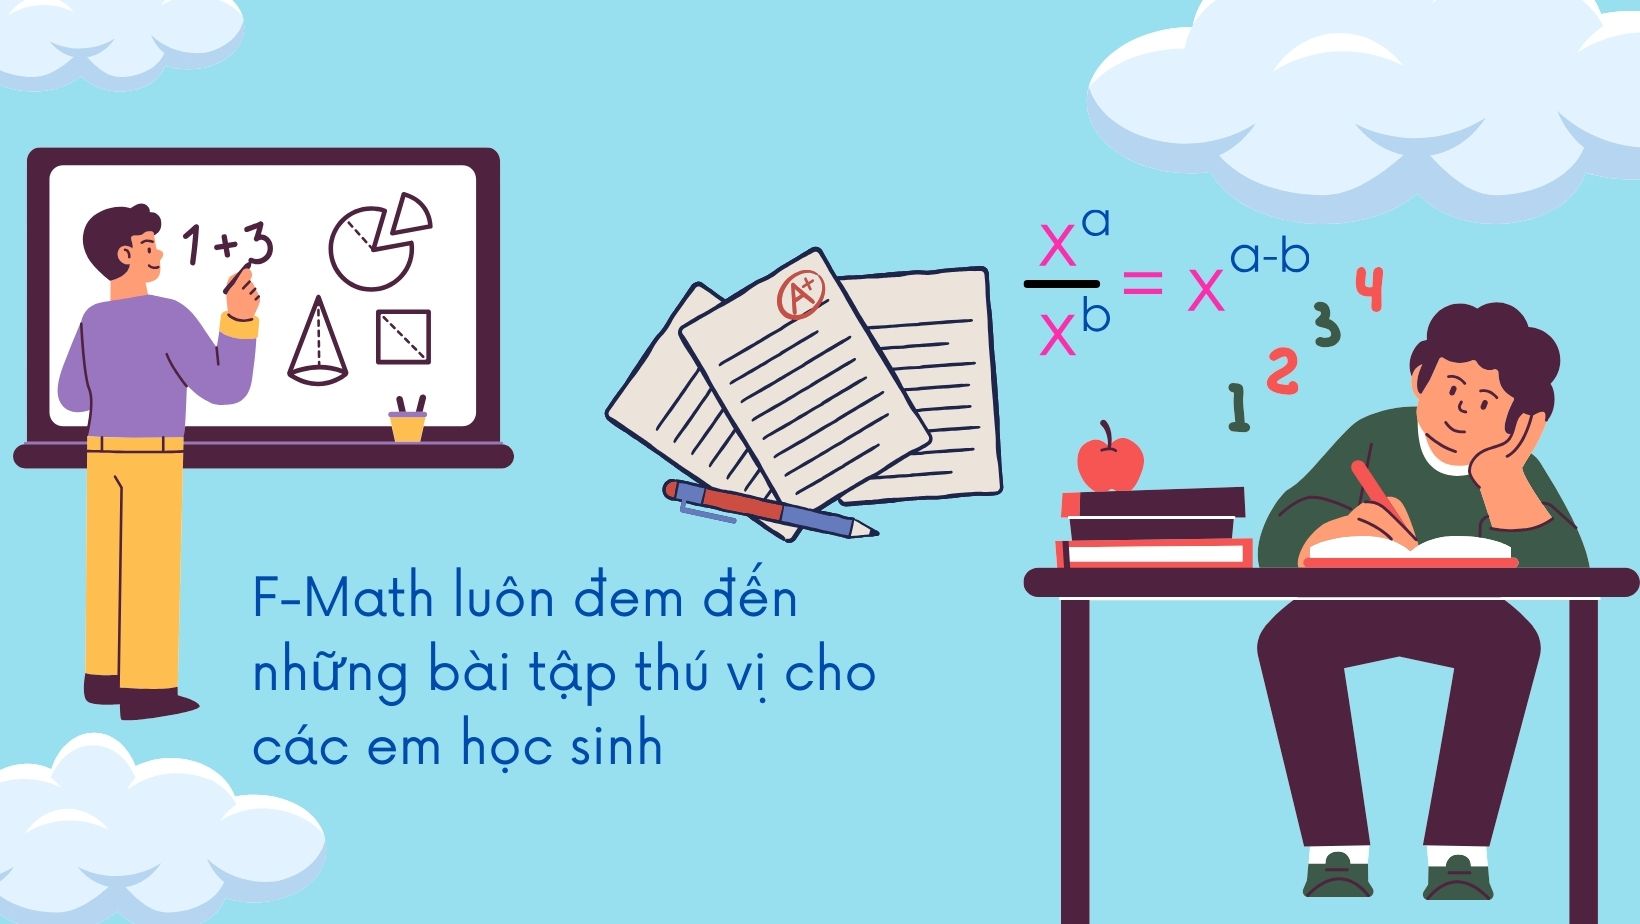 1+3
A+
x^a
x^b
= x^a-b
1 2 3 4
F-Math luôn đem đến
những bài tập thú vị cho
các em học sinh